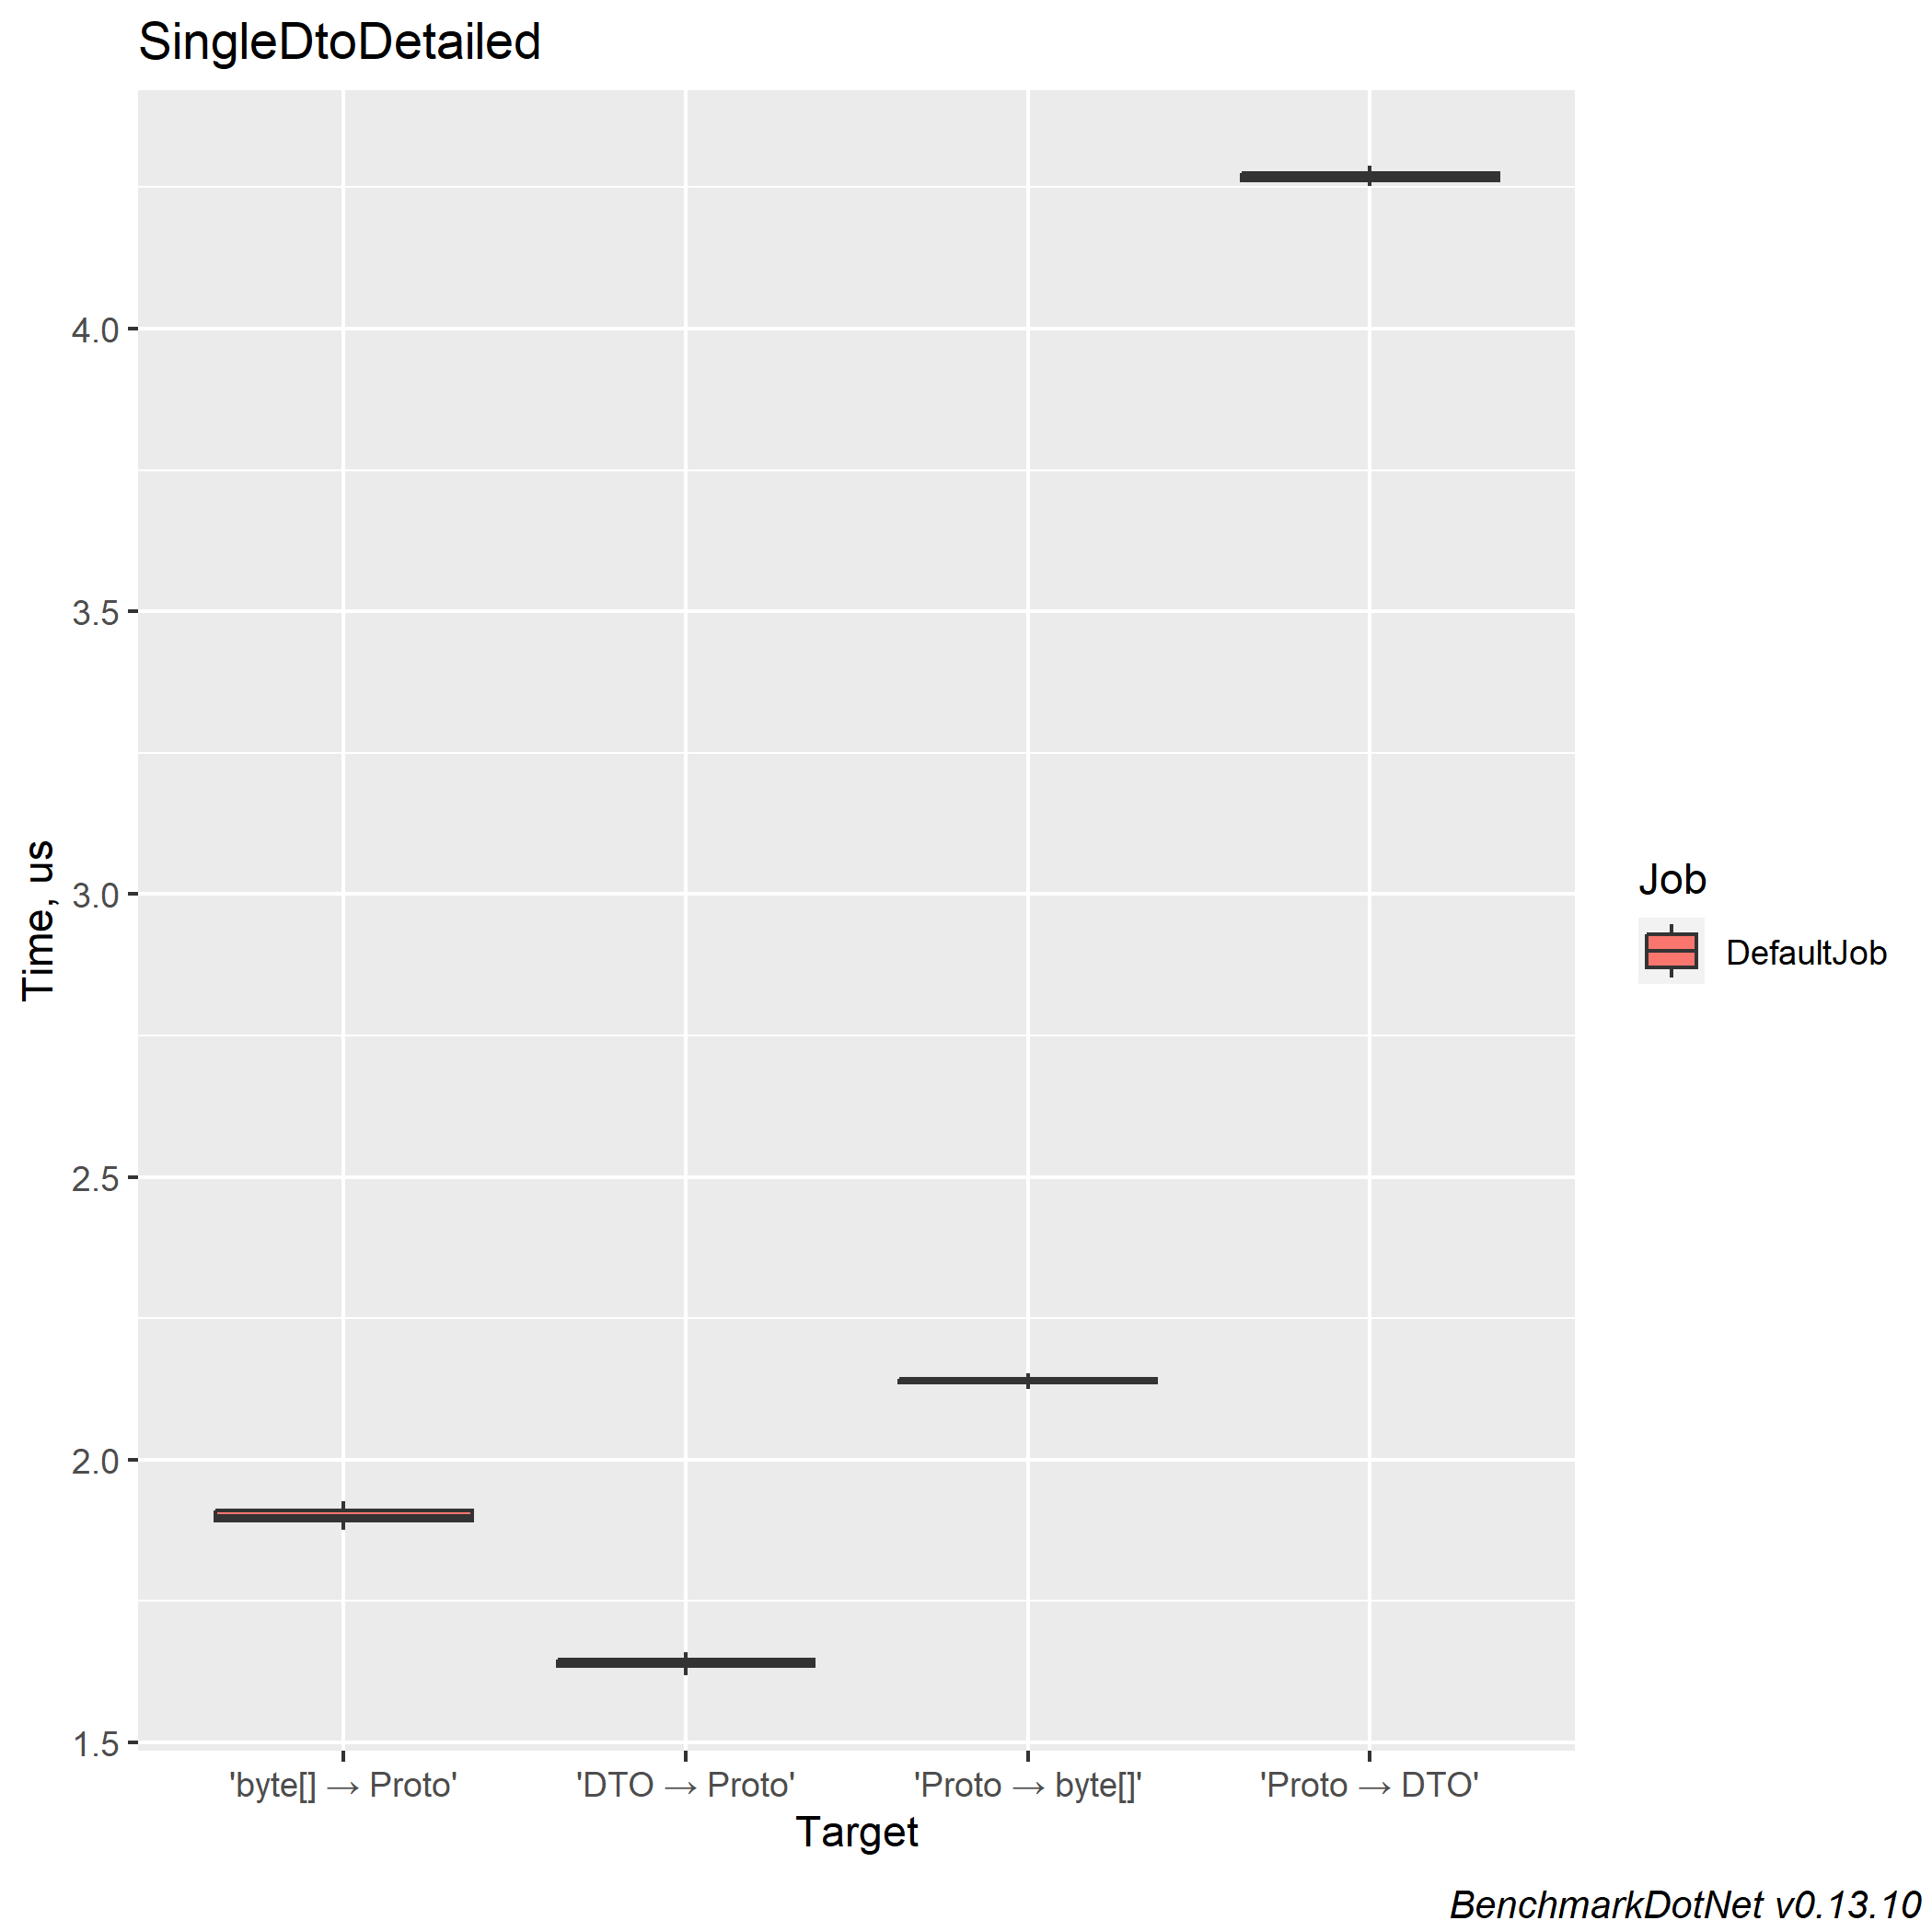 SingleDtoDetailed
Time, us
4.0
3.5
3.0
2.5
2.0
1.5
'byte[] → Proto' 'DTO → Proto' 'Proto → byte[]' 'Proto → DTO'
Target
Job
DefaultJob
BenchmarkDotNet v0.13.10